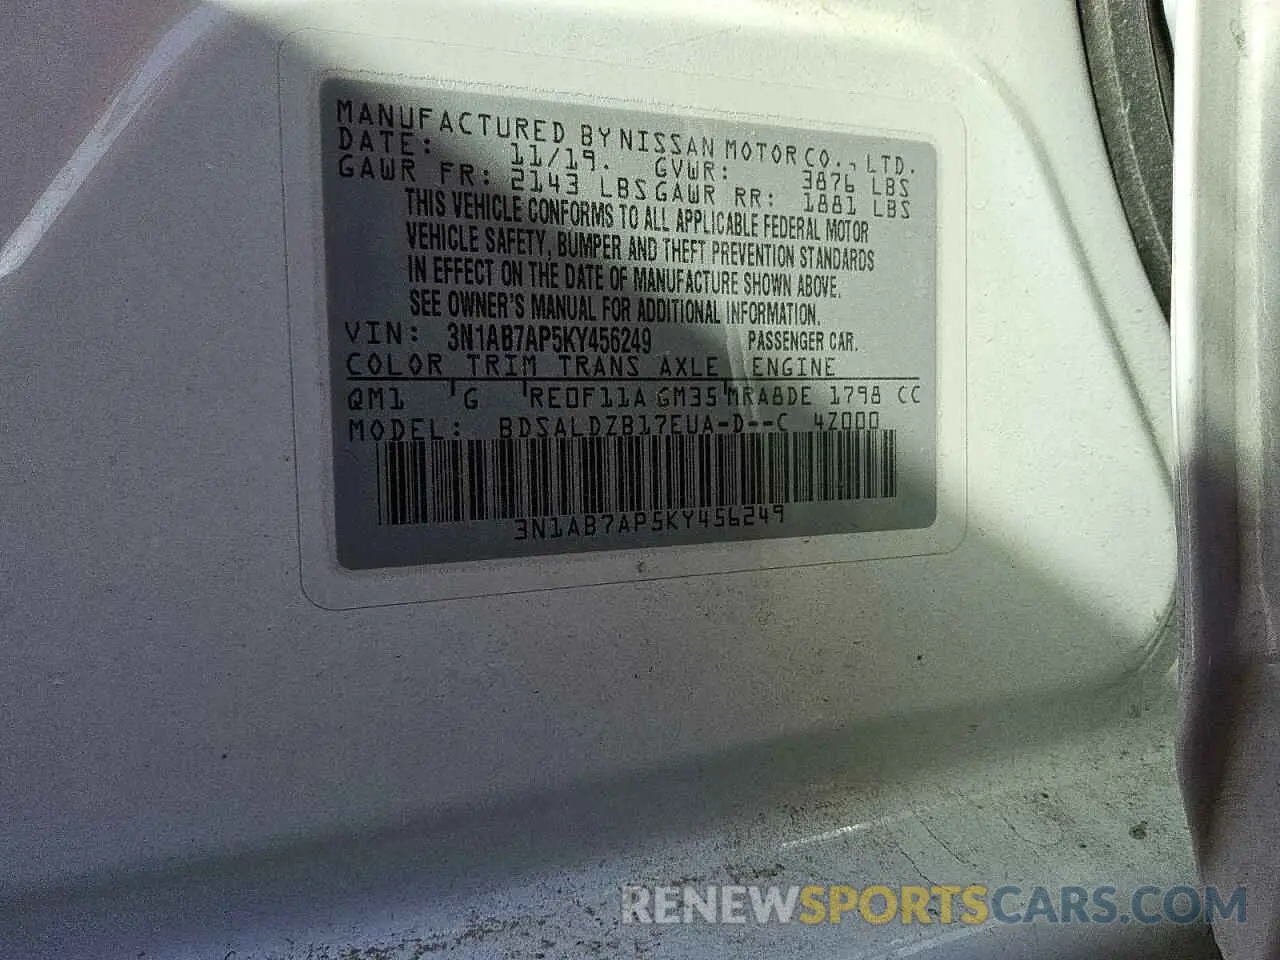 MANUFACTURED BY NISSAN MOTOR CO., LTD.
DATE: 11/19. GVWR: 3876 LBS
GAWR FR: 2143 LBS GAWR RR: 1881 LBS
THIS VEHICLE CONFORMS TO ALL APPLICABLE FEDERAL MOTOR
VEHICLE SAFETY, BUMPER AND THEFT PREVENTION STANDARDS
IN EFFECT ON THE DATE OF MANUFACTURE SHOWN ABOVE.
SEE OWNER'S MANUAL FOR ADDITIONAL INFORMATION.
VIN: 3N1AB7AP5KY456249 PASSENGER CAR.
COLOR TRIM TRANS AXLE ENGINE
QM1 G RE0F11A GM35 MRA8DE 1798 CC
MODEL: BDSALDZB17EUA-D--C 4Z000
3N1AB7AP5KY456249
RENEWSPORTSCARS.COM